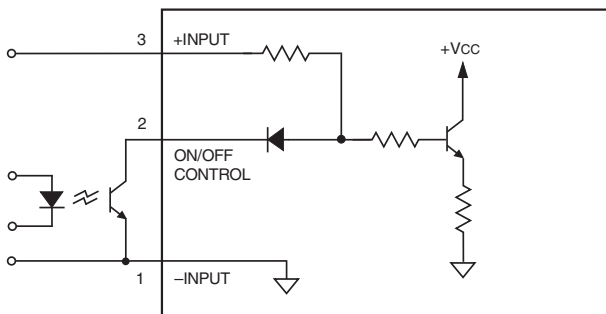 3 +INPUT
+VCC
2
ON/OFF
CONTROL
1 –INPUT